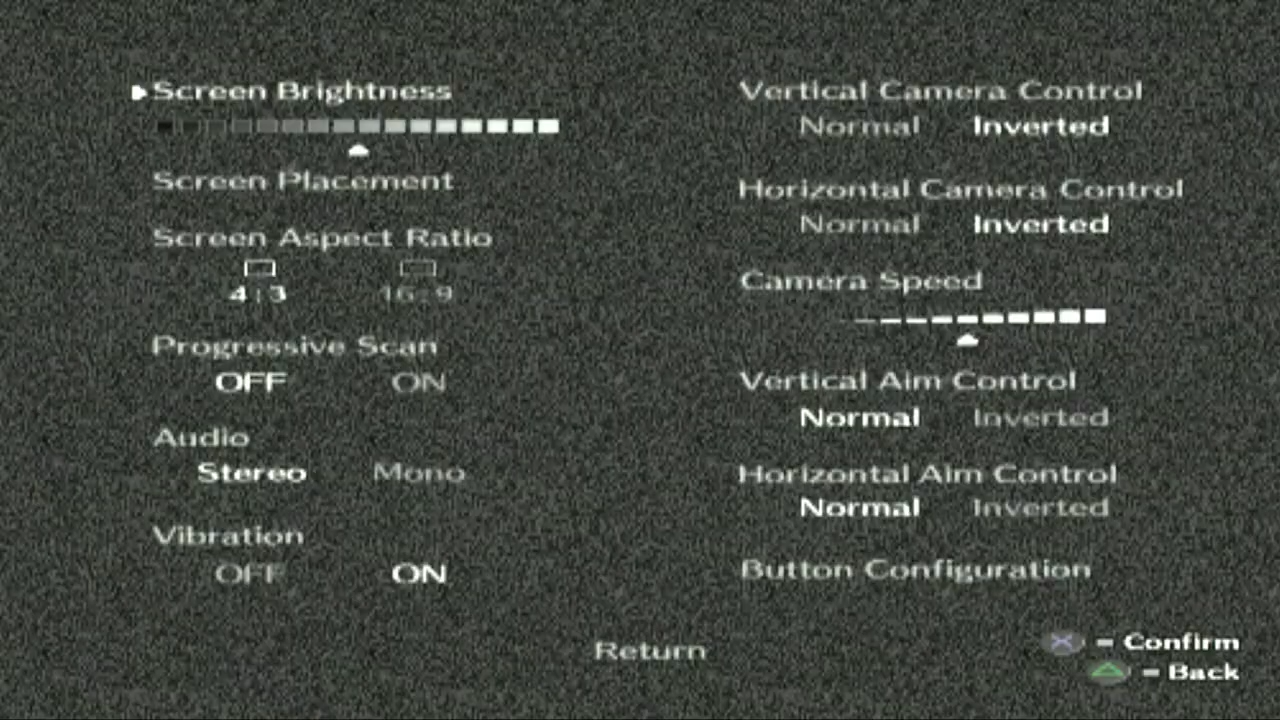 Screen Brightness
Screen Placement
Screen Aspect Ratio
4:3 16:9
Progressive Scan
OFF ON
Audio
Stereo Mono
Vibration
OFF ON
Vertical Camera Control
Normal Inverted
Horizontal Camera Control
Normal Inverted
Camera Speed
Vertical Aim Control
Normal Inverted
Horizontal Aim Control
Normal Inverted
Button Configuration
Return
= Confirm
= Back